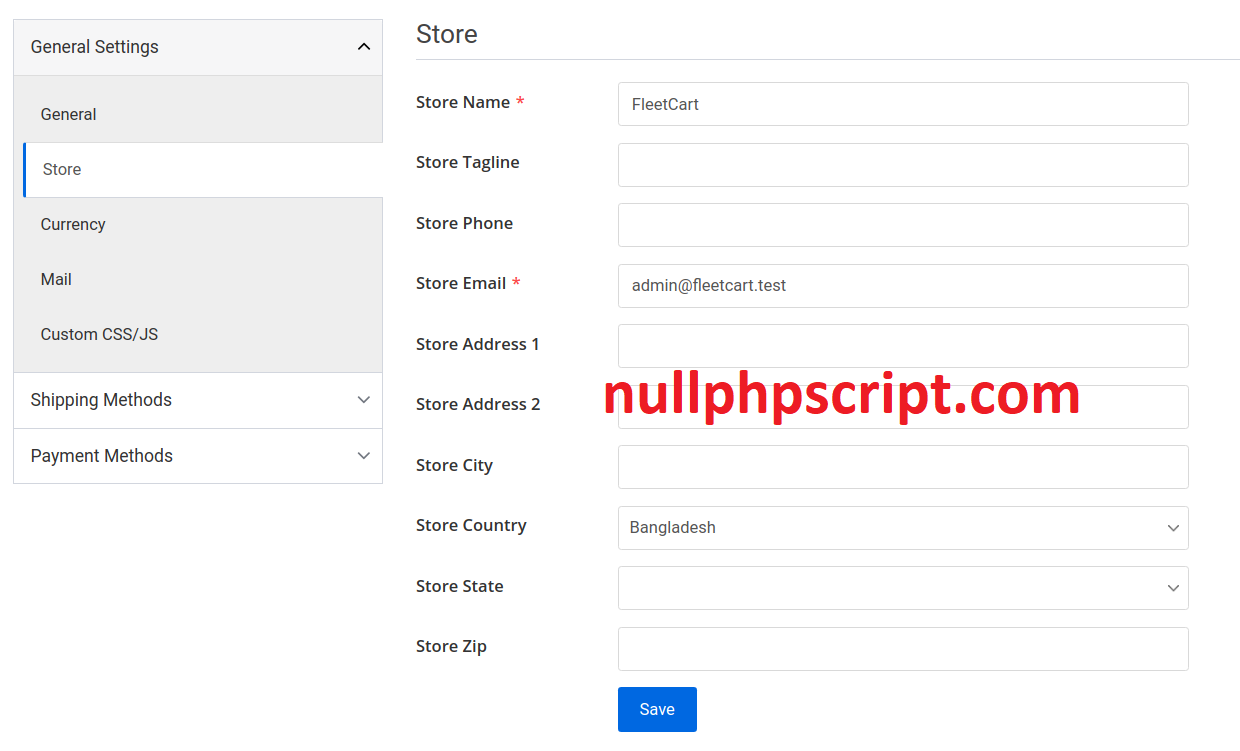 General Settings
General
Store
Currency
Mail
Custom CSS/JS
Shipping Methods
Payment Methods
Store
Store Name *
FleetCart
Store Tagline
Store Phone
Store Email *
admin@fleetcart.test
Store Address 1
Store Address 2
nullphpscript.com
Store City
Store Country
Bangladesh
Store State
Store Zip
Save